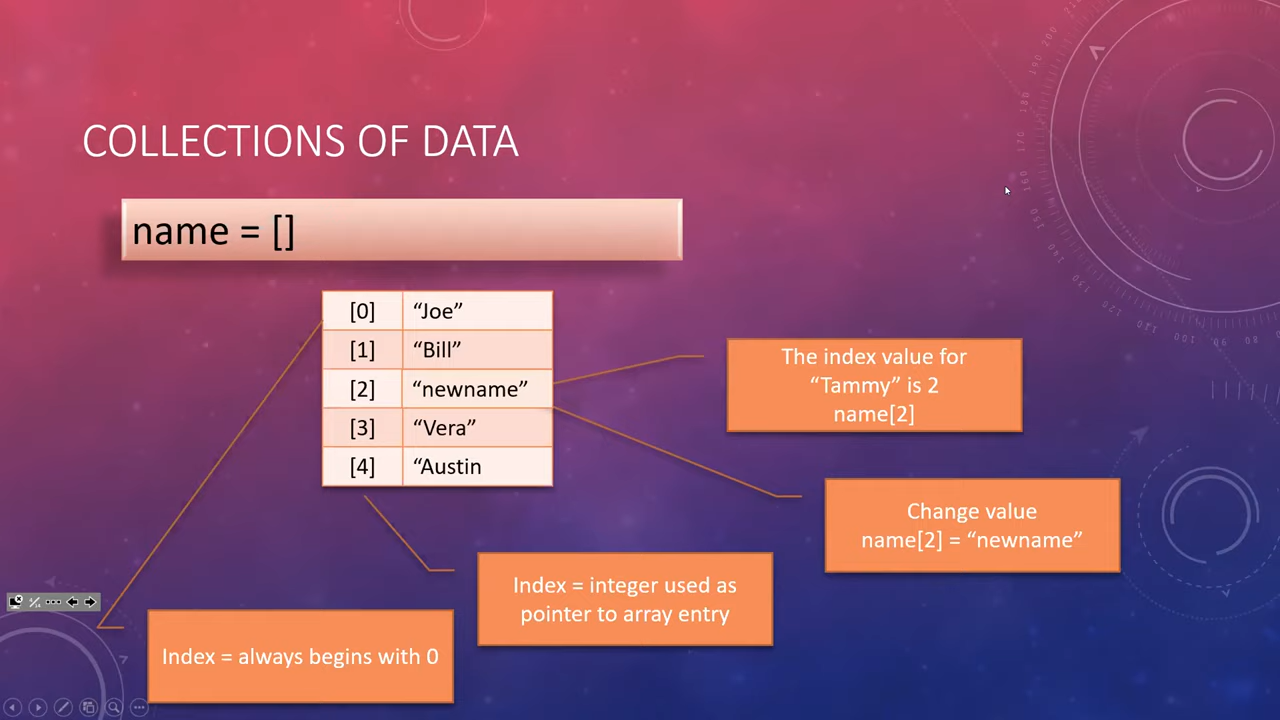 COLLECTIONS OF DATA
name = []
[0] “Joe”
[1] “Bill”
[2] “newname”
[3] “Vera”
[4] “Austin
The index value for
“Tammy” is 2
name[2]
Change value
name[2] = “newname”
Index = integer used as
pointer to array entry
Index = always begins with 0